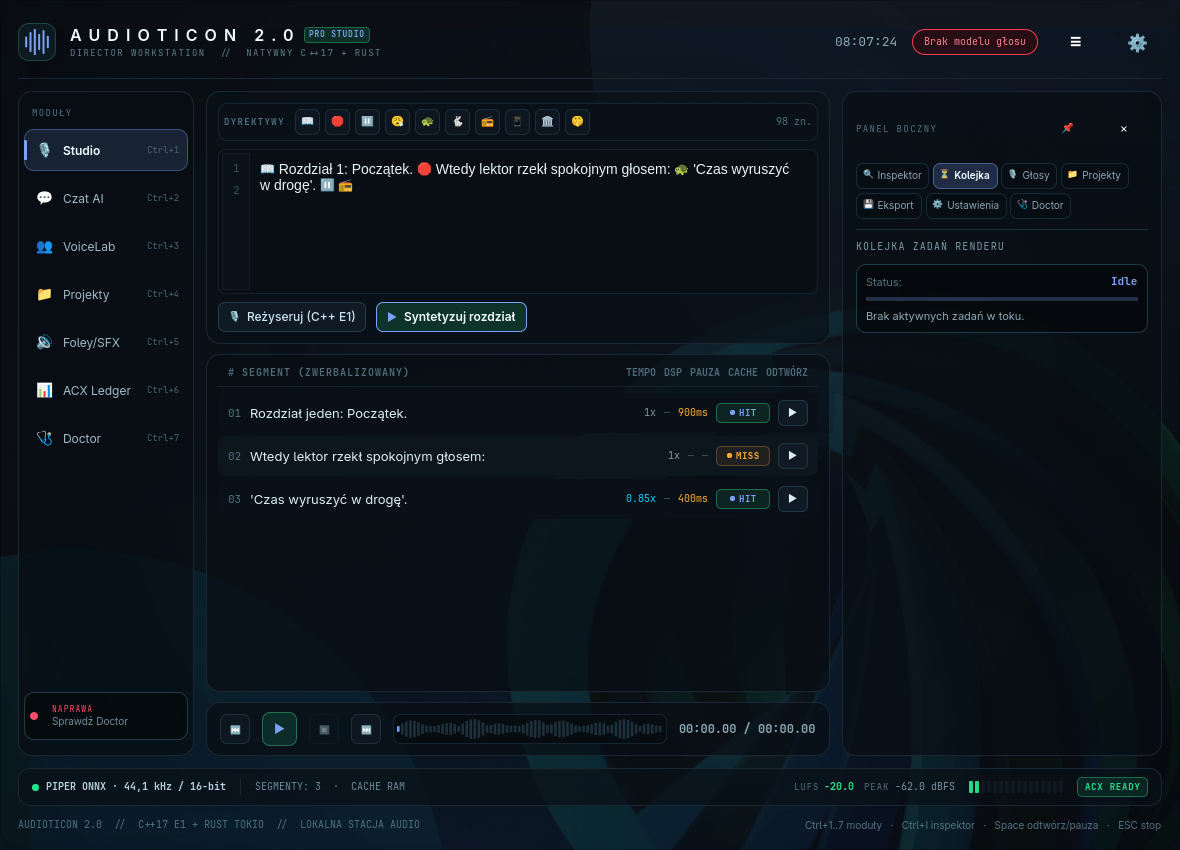 AUDIOTICON 2.0 PRO STUDIO
DIRECTOR WORKSTATION // NATYWNY C++17 + RUST
08:07:24
Brak modelu głosu
MODUŁY
Studio Ctrl+1
Czat AI Ctrl+2
VoiceLab Ctrl+3
Projekty Ctrl+4
Foley/SFX Ctrl+5
ACX Ledger Ctrl+6
Doctor Ctrl+7
NAPRAWA
Sprawdź Doctor
DYREKTYWY 98 zn.
1
2
📖 Rozdział 1: Początek. 🛑 Wtedy lektor rzekł spokojnym głosem: 🐢 'Czas wyruszyć
w drogę'. ⏸️ 📻
Reżyseruj (C++ E1) Syntetyzuj rozdział
# SEGMENT (ZWERBALIZOWANY) TEMPO DSP PAUZA CACHE ODTWÓRZ
01 Rozdział jeden: Początek. 1x — 900ms HIT
02 Wtedy lektor rzekł spokojnym głosem: 1x — — MISS
03 'Czas wyruszyć w drogę'. 0.85x — 400ms HIT
00:00.00 / 00:00.00
PANEL BOCZNY ✕
Inspektor Kolejka Głosy Projekty
Eksport Ustawienia Doctor
KOLEJKA ZADAŃ RENDERU
Status: Idle
Brak aktywnych zadań w toku.
PIPER ONNX · 44,1 kHz / 16-bit SEGMENTY: 3 · CACHE RAM
LUFS -20.0 PEAK -62.0 dBFS ACX READY
AUDIOTICON 2.0 // C++17 E1 + RUST TOKIO // LOKALNA STACJA AUDIO
Ctrl+1..7 moduły · Ctrl+I inspektor · Space odtwórz/pauza · ESC stop